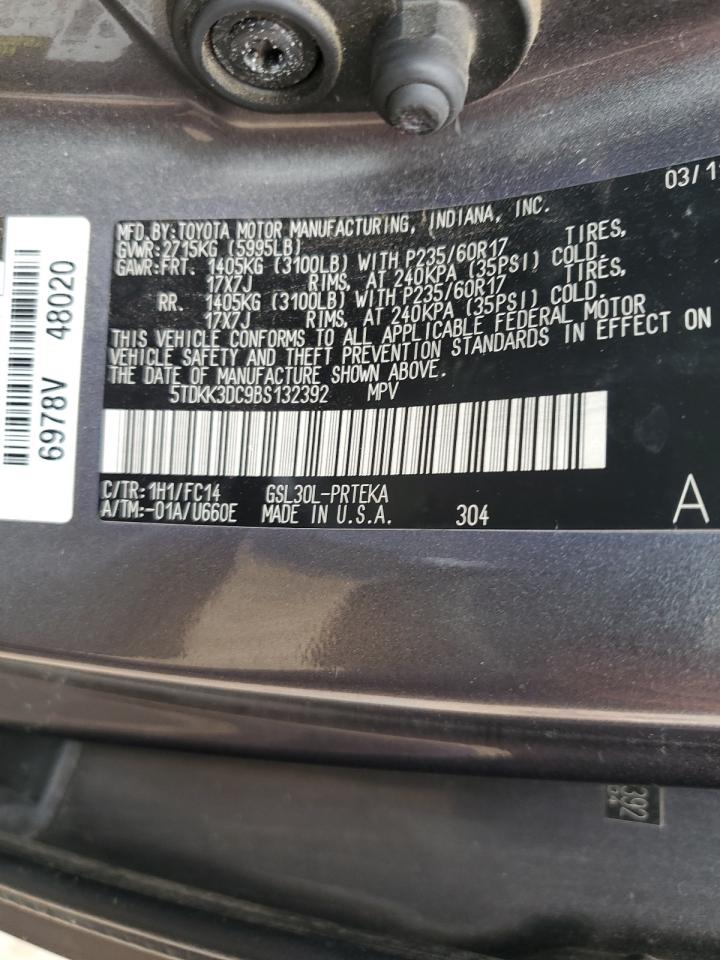 03/1
MFD.BY:TOYOTA MOTOR MANUFACTURING, INDIANA, INC.
GVWR:2715KG (5995LB)
GAWR:FRT. 1405KG (3100LB) WITH P235/60R17 TIRES,
17X7J RIMS, AT 240KPA (35PSI) COLD.
RR. 1405KG (3100LB) WITH P235/60R17 TIRES,
17X7J RIMS, AT 240KPA (35PSI) COLD.
THIS VEHICLE CONFORMS TO ALL APPLICABLE FEDERAL MOTOR
VEHICLE SAFETY AND THEFT PREVENTION STANDARDS IN EFFECT ON
THE DATE OF MANUFACTURE SHOWN ABOVE.
5TDKK3DC9BS132392 MPV
C/TR:1H1/FC14 GSL30L-PRTEKA
A/TM:-01A/U660E MADE IN U.S.A. 304
A
6978V 48020
392